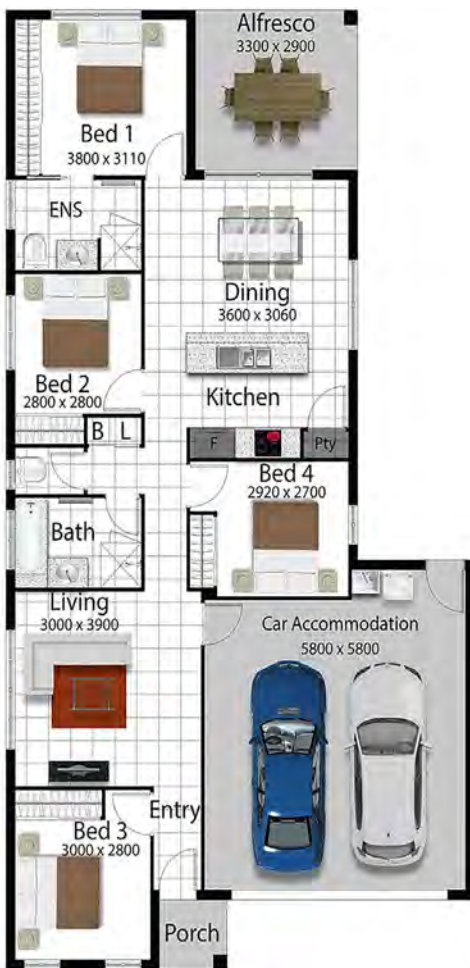 Alfresco
3300 x 2900
Bed 1
3800 x 3110
ENS
Dining
3600 x 3060
Bed 2
2800 x 2800
Kitchen
B L
F
Pty
Bed 4
2920 x 2700
Bath
Living
3000 x 3900
Car Accommodation
5800 x 5800
Entry
Bed 3
3000 x 2800
Porch